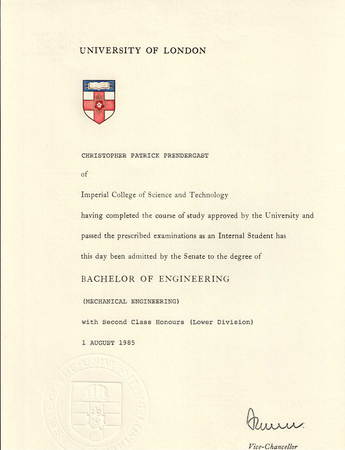 UNIVERSITY OF LONDON
CHRISTOPHER PATRICK PRENDERGAST
of
Imperial College of Science and Technology
having completed the course of study approved by the University and
passed the prescribed examinations as an Internal Student has
this day been admitted by the Senate to the degree of
BACHELOR OF ENGINEERING
(MECHANICAL ENGINEERING)
with Second Class Honours (Lower Division)
1 AUGUST 1985
Vice-Chancellor